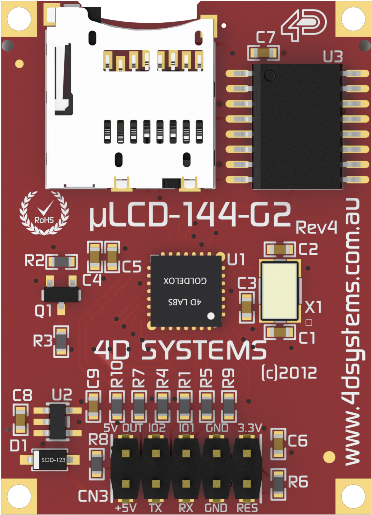 4D
C7
U3
RoHS
µLCD-144-G2
Rev4
www.4dsystems.com.au
R2
C4
C5
U1
C2
GOLDELOX
4D LABS
C3
Q1
X1
R3
C1
4D SYSTEMS
(c)2012
C8
U2
C9
R10
R7
R4
R1
R5
R9
D1
SOD-123
R8
5V OUT IO2 IO1 GND 3.3V
C6
R6
CN3
+5V TX RX GND RES